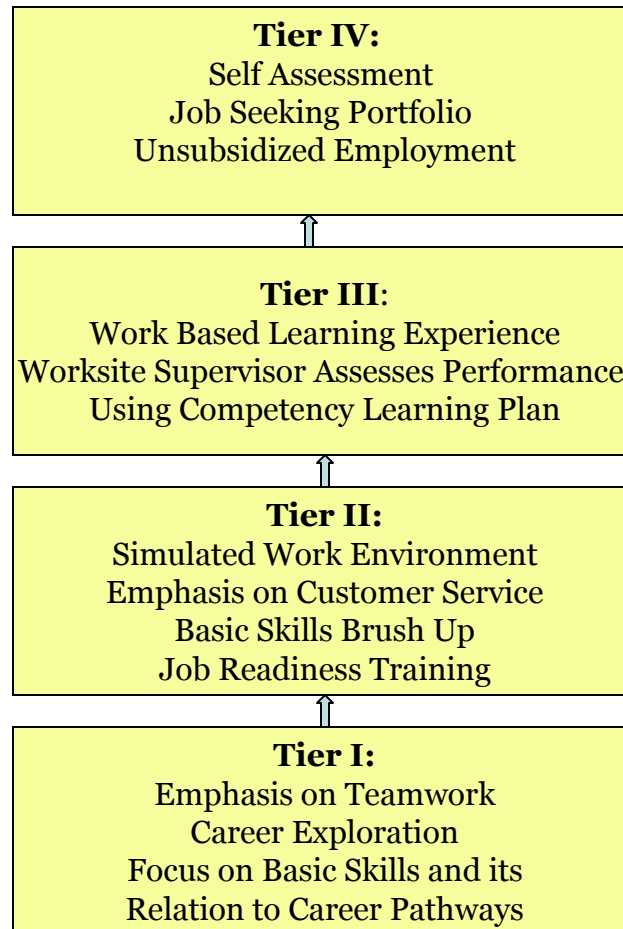 Tier IV:
Self Assessment
Job Seeking Portfolio
Unsubsidized Employment
Tier III:
Work Based Learning Experience
Worksite Supervisor Assesses Performance
Using Competency Learning Plan
Tier II:
Simulated Work Environment
Emphasis on Customer Service
Basic Skills Brush Up
Job Readiness Training
Tier I:
Emphasis on Teamwork
Career Exploration
Focus on Basic Skills and its
Relation to Career Pathways